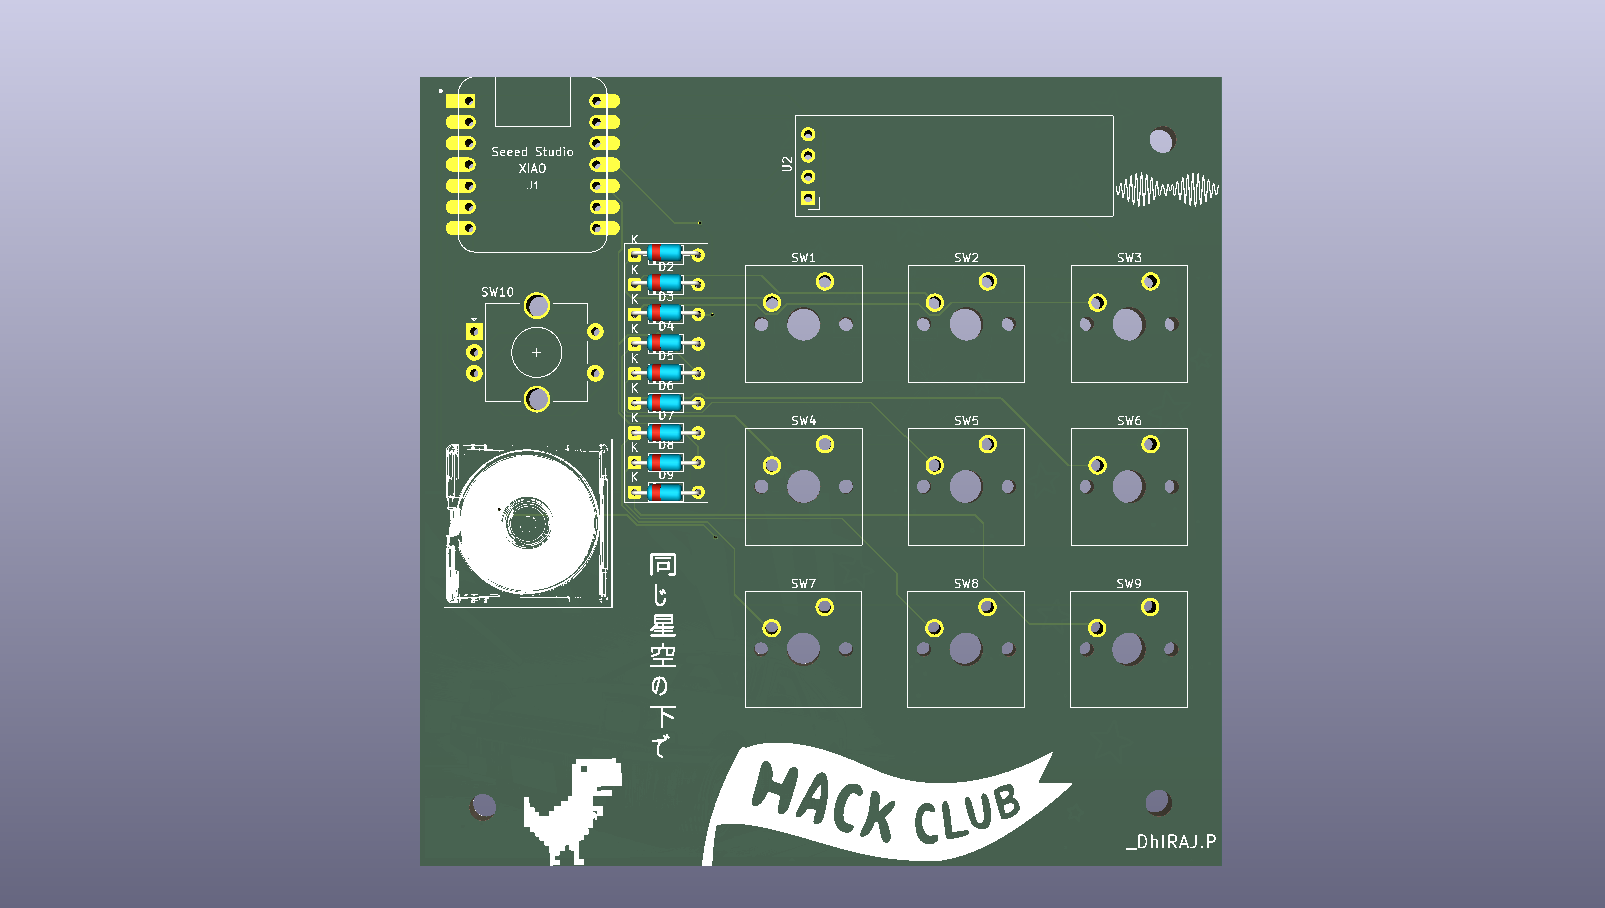 Seeed Studio
XIAO
J1
U2
K
D2
K
D3
K
D4
K
D5
K
D6
K
D7
K
D8
K
D9
K
SW1
SW2
SW3
SW10
SW4
SW5
SW6
SW7
SW8
SW9
同じ星空の下で
HACK CLUB
_DhIRAJ.P